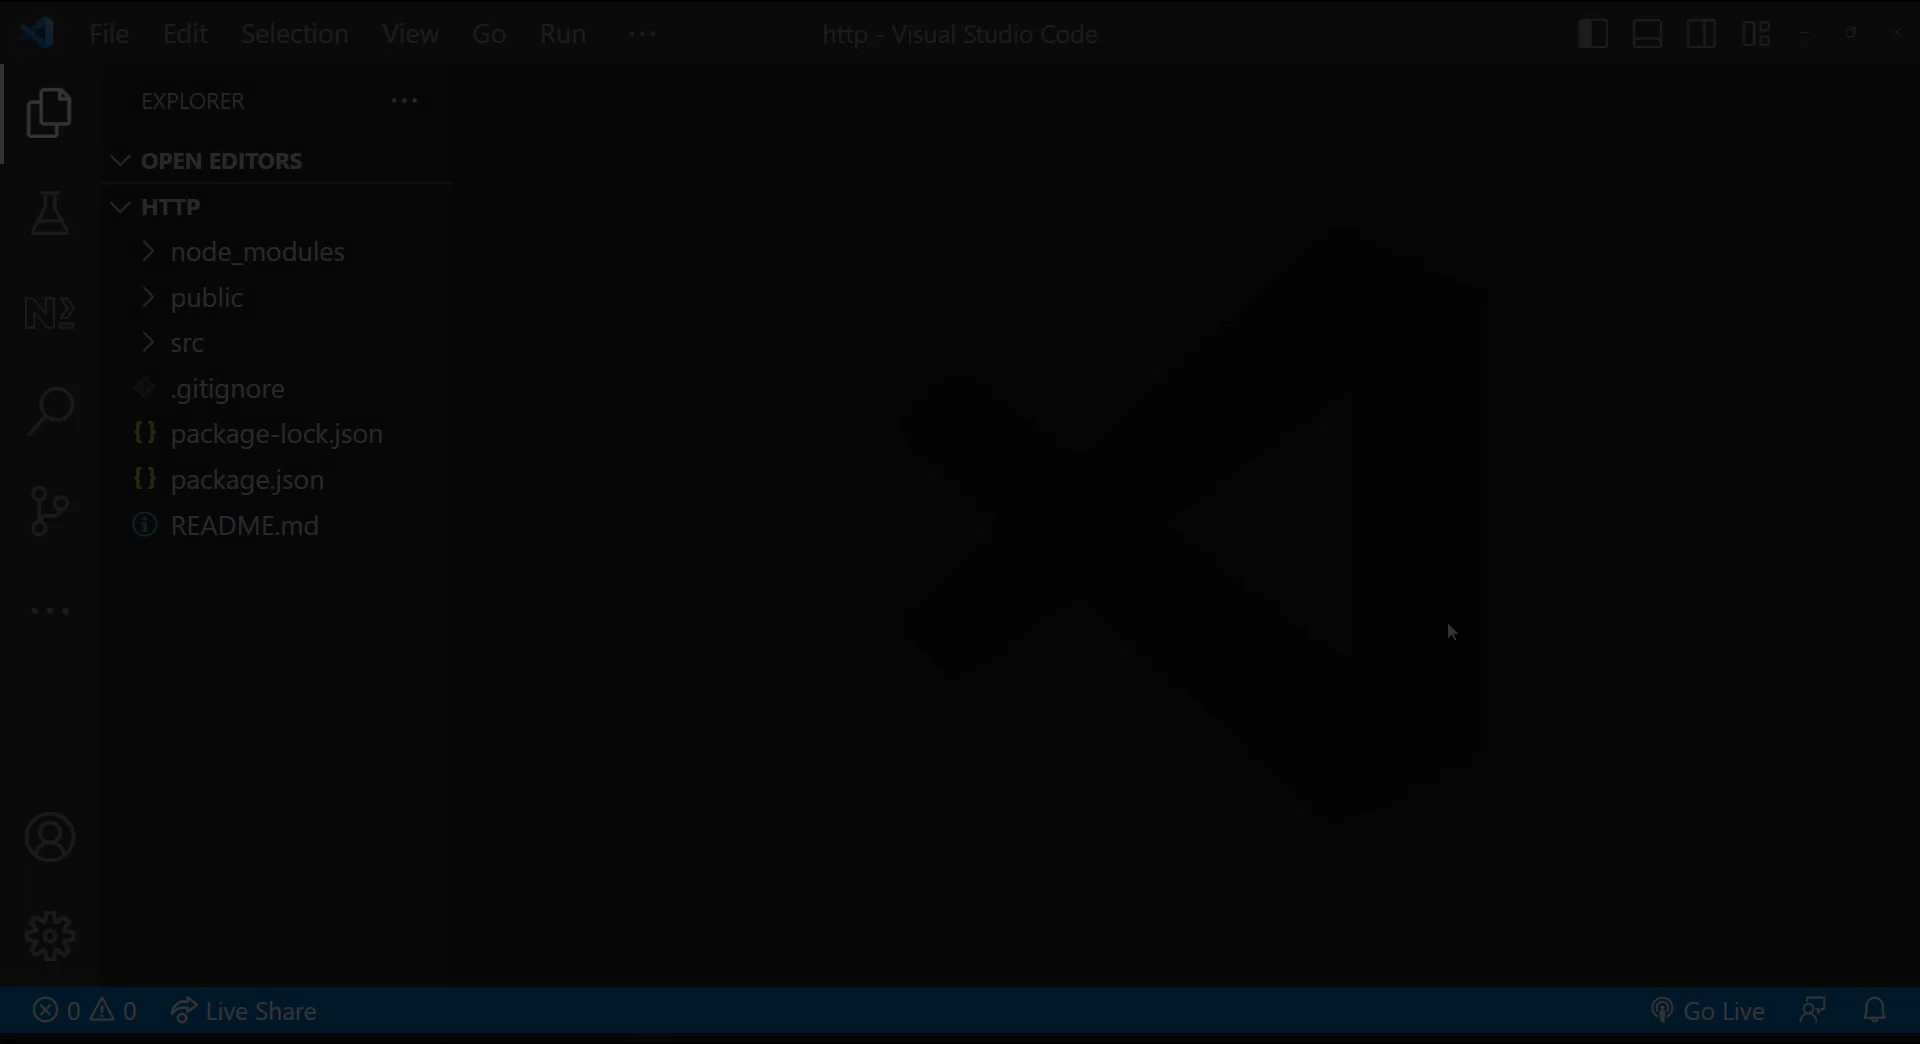 File Edit Selection View Go Run ··· http - Visual Studio Code
EXPLORER ···
OPEN EDITORS
HTTP
node_modules
public
src
.gitignore
{} package-lock.json
{} package.json
README.md
0 0 Live Share Go Live